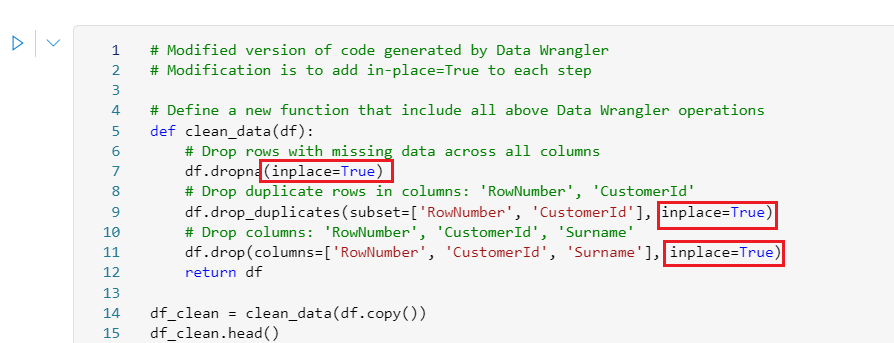 1 # Modified version of code generated by Data Wrangler
2 # Modification is to add in-place=True to each step
3
4 # Define a new function that include all above Data Wrangler operations
5 def clean_data(df):
6     # Drop rows with missing data across all columns
7     df.dropna(inplace=True)
8     # Drop duplicate rows in columns: 'RowNumber', 'CustomerId'
9     df.drop_duplicates(subset=['RowNumber', 'CustomerId'], inplace=True)
10     # Drop columns: 'RowNumber', 'CustomerId', 'Surname'
11     df.drop(columns=['RowNumber', 'CustomerId', 'Surname'], inplace=True)
12     return df
13
14 df_clean = clean_data(df.copy())
15 df_clean.head()